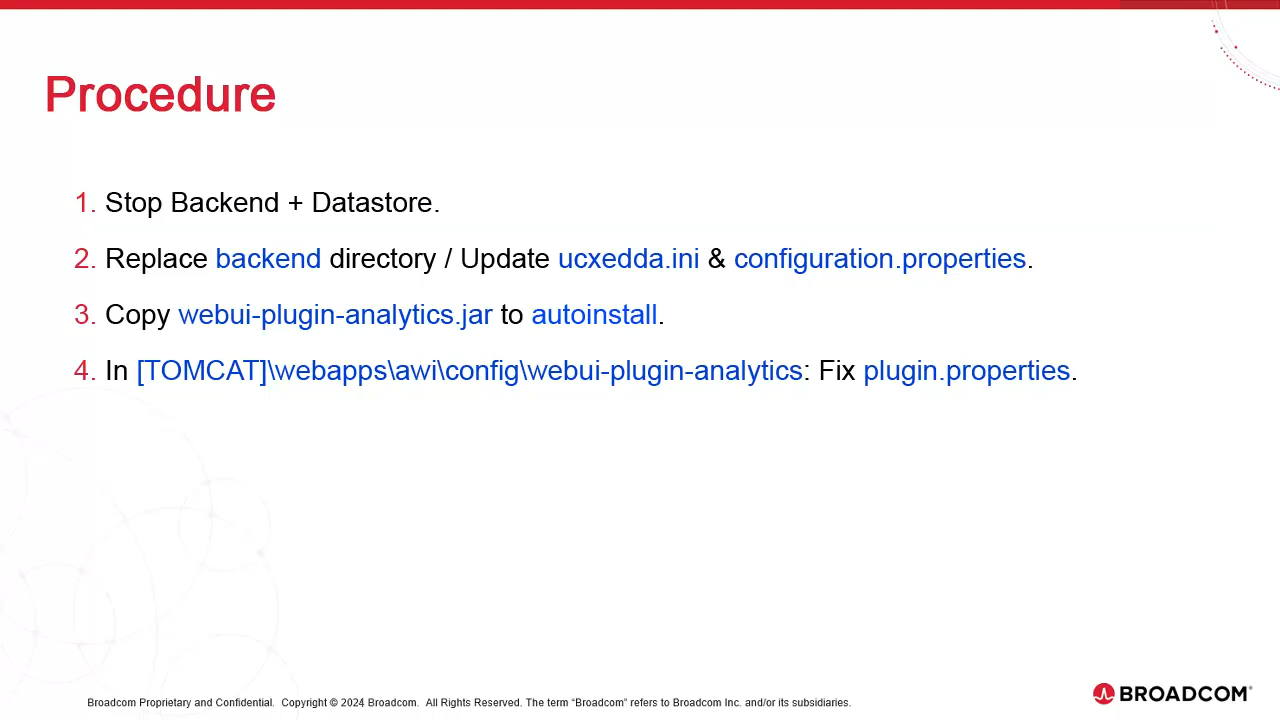 Procedure
1. Stop Backend + Datastore.
2. Replace backend directory / Update ucxedda.ini & configuration.properties.
3. Copy webui-plugin-analytics.jar to autoinstall.
4. In [TOMCAT]\webapps\awi\config\webui-plugin-analytics: Fix plugin.properties.
Broadcom Proprietary and Confidential. Copyright © 2024 Broadcom. All Rights Reserved. The term “Broadcom” refers to Broadcom Inc. and/or its subsidiaries.
BROADCOM®